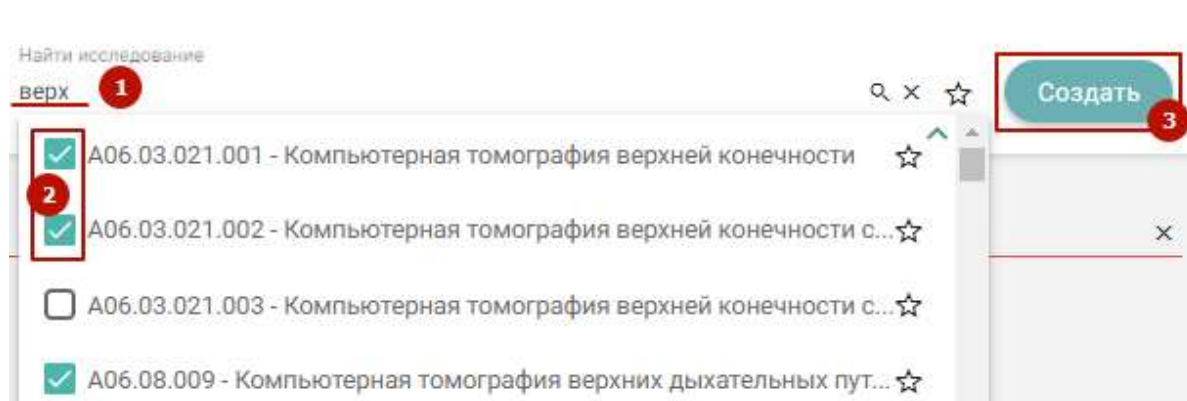 Найти исследование
верх 1
Создать
3
A06.03.021.001 - Компьютерная томография верхней конечности
2
A06.03.021.002 - Компьютерная томография верхней конечности с...
A06.03.021.003 - Компьютерная томография верхней конечности с...
A06.08.009 - Компьютерная томография верхних дыхательных пут...